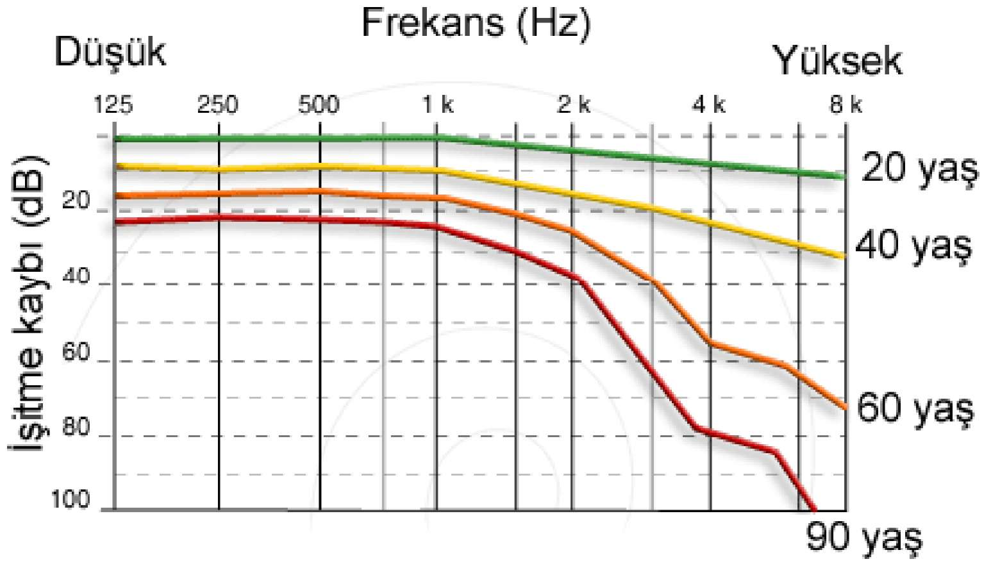 Frekans (Hz)
Düşük
Yüksek
125 250 500 1 k 2 k 4 k 8 k
İşitme kaybı (dB)
20
40
60
80
100
20 yaş
40 yaş
60 yaş
90 yaş